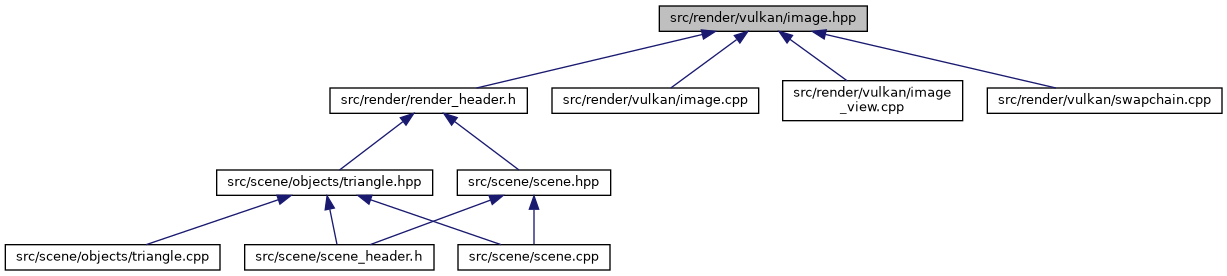 src/render/vulkan/image.hpp
src/render/render_header.h
src/render/vulkan/image.cpp
src/render/vulkan/image
_view.cpp
src/render/vulkan/swapchain.cpp
src/scene/objects/triangle.hpp
src/scene/scene.hpp
src/scene/objects/triangle.cpp
src/scene/scene_header.h
src/scene/scene.cpp